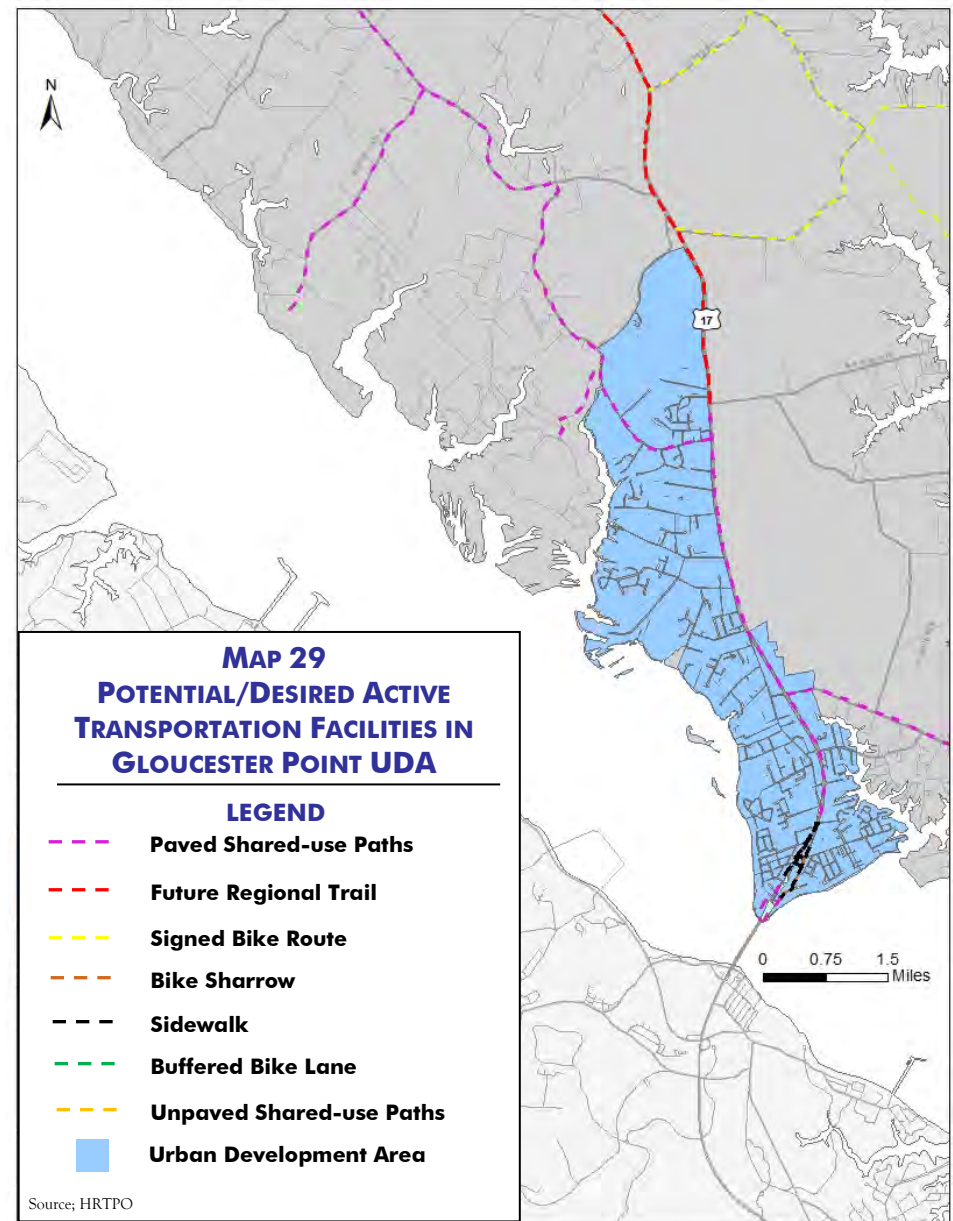 N
17
MAP 29
POTENTIAL/DESIRED ACTIVE
TRANSPORTATION FACILITIES IN
GLOUCESTER POINT UDA
LEGEND
Paved Shared-use Paths
Future Regional Trail
Signed Bike Route
Bike Sharrow
Sidewalk
Buffered Bike Lane
Unpaved Shared-use Paths
Urban Development Area
Source; HRTPO
0 0.75 1.5
Miles